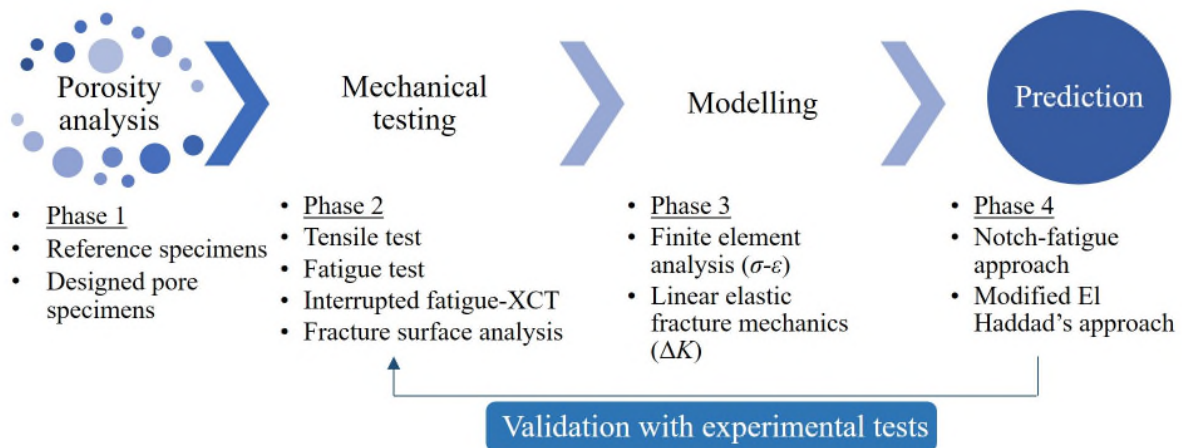 Porosity
analysis
Mechanical
testing
Modelling
Prediction
• Phase 1
• Reference specimens
• Designed pore
specimens
• Phase 2
• Tensile test
• Fatigue test
• Interrupted fatigue-XCT
• Fracture surface analysis
• Phase 3
• Finite element
analysis (σ-ε)
• Linear elastic
fracture mechanics
(ΔK)
• Phase 4
• Notch-fatigue
approach
• Modified El
Haddad’s approach
Validation with experimental tests